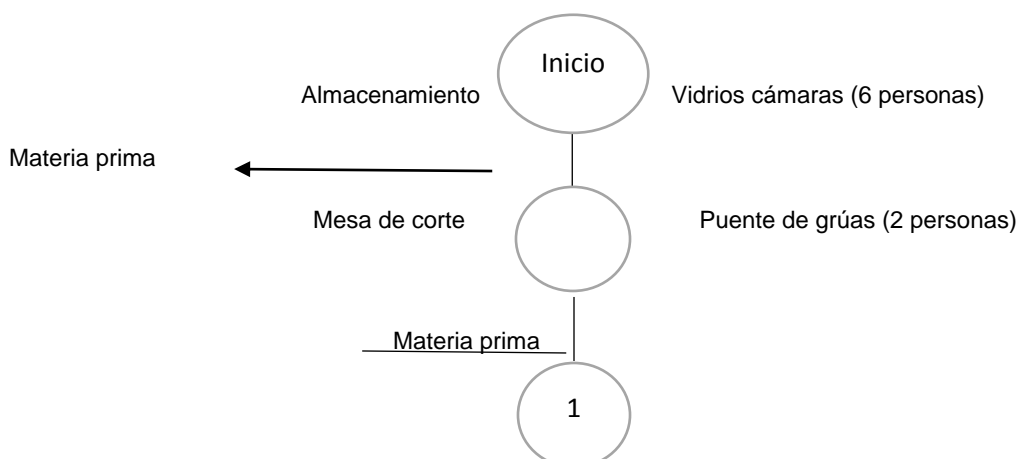 Inicio
Almacenamiento
Vidrios cámaras (6 personas)
Materia prima
Mesa de corte
Puente de grúas (2 personas)
Materia prima
1